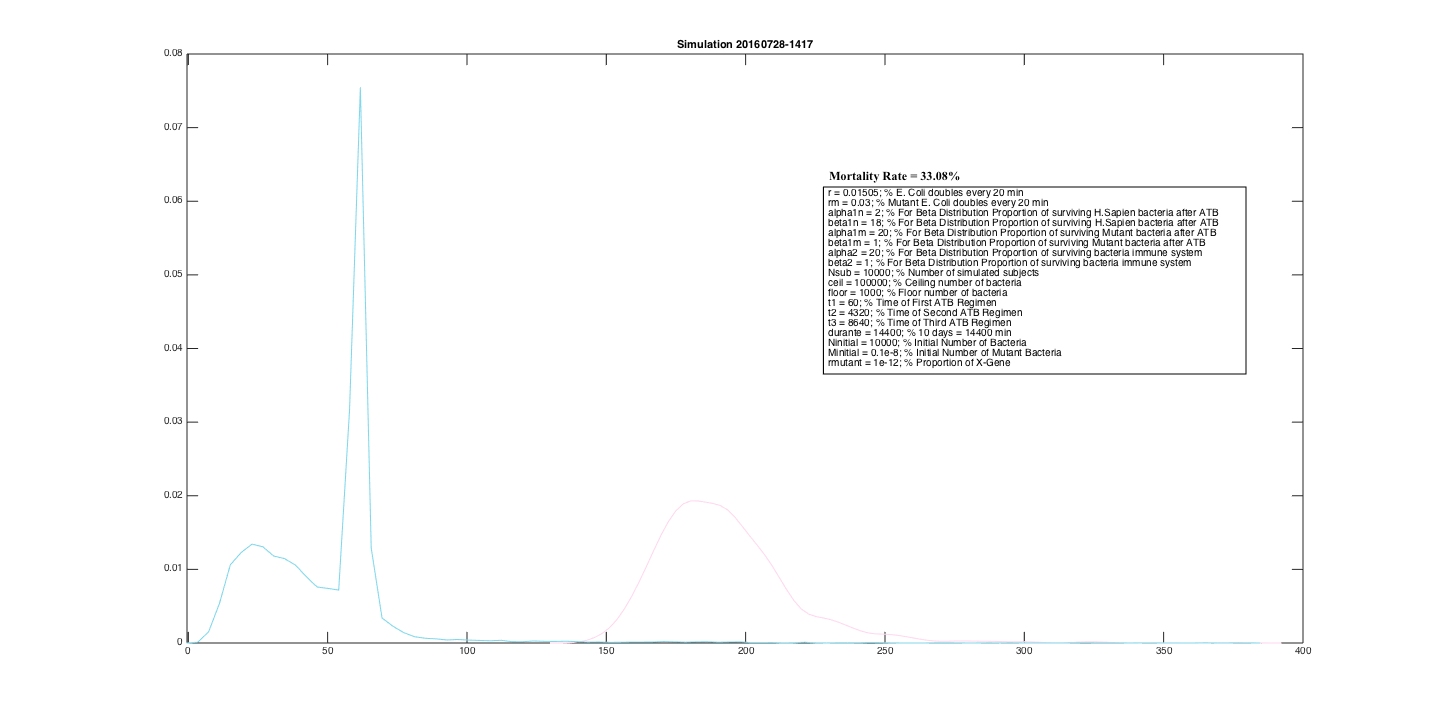 Simulation 20160728-1417
0.08
0.07
0.06
0.05
0.04
0.03
0.02
0.01
0
Mortality Rate = 33.08%
r = 0.01505; % E. Coli doubles every 20 min
rm = 0.03; % Mutant E. Coli doubles every 20 min
alpha1n = 2; % For Beta Distribution Proportion of surviving H.Sapien bacteria after ATB
beta1n = 18; % For Beta Distribution Proportion of surviving H.Sapien bacteria after ATB
alpha1m = 20; % For Beta Distribution Proportion of surviving Mutant bacteria after ATB
beta1m = 1; % For Beta Distribution Proportion of surviving Mutant bacteria after ATB
alpha2 = 20; % For Beta Distribution Proportion of surviving bacteria immune system
beta2 = 1; % For Beta Distribution Proportion of surviving bacteria immune system
Nsub = 10000; % Number of simulated subjects
ceil = 100000; % Ceiling number of bacteria
floor = 1000; % Floor number of bacteria
t1 = 60; % Time of First ATB Regimen
t2 = 4320; % Time of Second ATB Regimen
t3 = 8640; % Time of Third ATB Regimen
durante = 14400; % 10 days = 14400 min
Ninitial = 10000; % Initial Number of Bacteria
Minitial = 0.1e-8; % Initial Number of Mutant Bacteria
rmutant = 1e-12; % Proportion of X-Gene
0 50 100 150 200 250 300 350 400